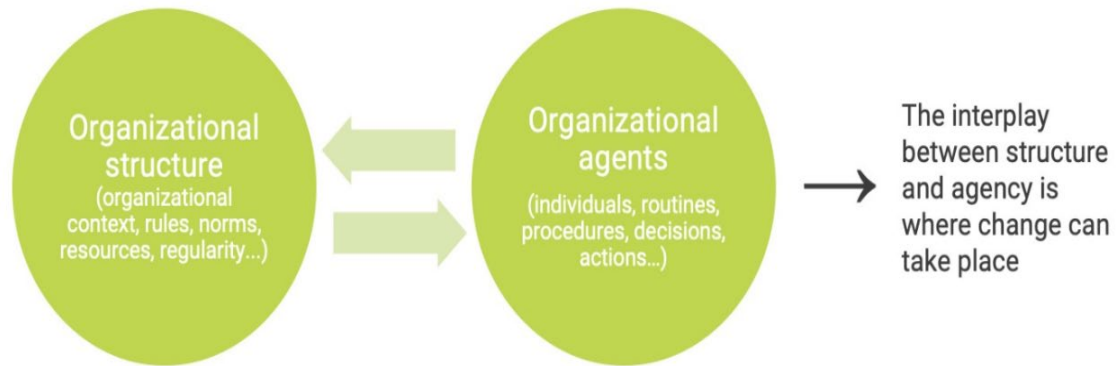 Organizational
structure
(organizational
context, rules, norms,
resources, regularity...)
Organizational
agents
(individuals, routines,
procedures, decisions,
actions...)
The interplay
between structure
and agency is
where change can
take place